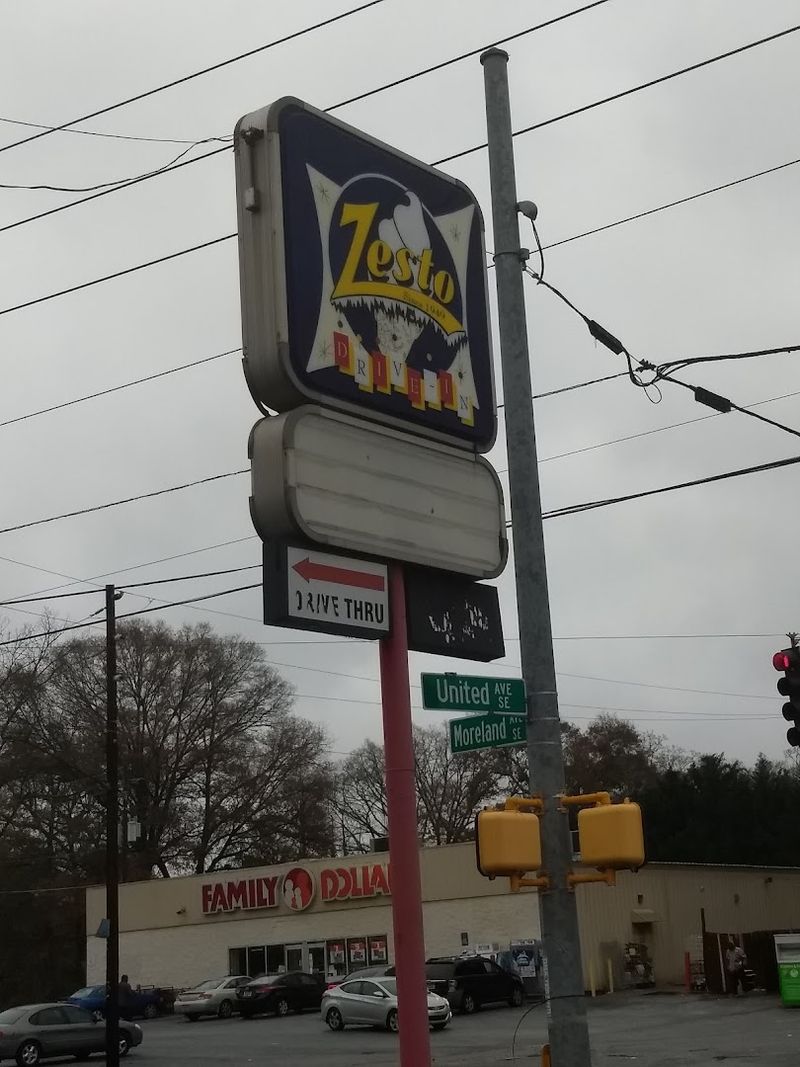 Zesto
Since 1949
DRIVE-IN
DRIVE THRU
United AVE
SE
Moreland AVE
SE
FAMILY DOLLAR